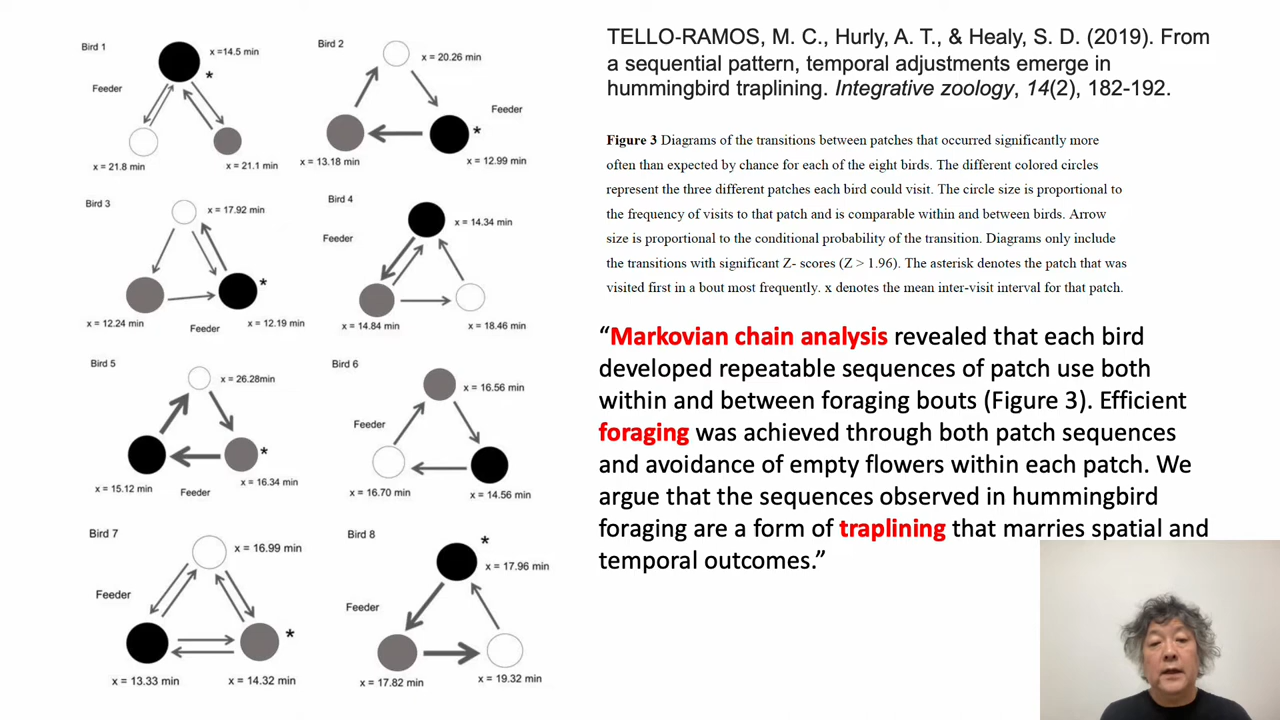 Bird 1
x =14.5 min
*
Feeder
x = 21.8 min
x = 21.1 min
Bird 2
x = 20.26 min
Feeder
*
x = 13.18 min
x = 12.99 min
Bird 3
x = 17.92 min
*
x = 12.24 min
Feeder
x = 12.19 min
Bird 4
x = 14.34 min
Feeder
x = 14.84 min
x = 18.46 min
Bird 5
x = 26.28min
*
x = 15.12 min
Feeder
x = 16.34 min
Bird 6
x = 16.56 min
Feeder
x = 16.70 min
x = 14.56 min
Bird 7
x = 16.99 min
Feeder
*
x = 13.33 min
x = 14.32 min
Bird 8
*
x = 17.96 min
Feeder
x = 17.82 min
x = 19.32 min
TELLO-RAMOS, M. C., Hurly, A. T., & Healy, S. D. (2019). From
a sequential pattern, temporal adjustments emerge in
hummingbird traplining. Integrative zoology, 14(2), 182-192.
Figure 3 Diagrams of the transitions between patches that occurred significantly more
often than expected by chance for each of the eight birds. The different colored circles
represent the three different patches each bird could visit. The circle size is proportional to
the frequency of visits to that patch and is comparable within and between birds. Arrow
size is proportional to the conditional probability of the transition. Diagrams only include
the transitions with significant Z- scores (Z > 1.96). The asterisk denotes the patch that was
visited first in a bout most frequently. x denotes the mean inter-visit interval for that patch.
“Markovian chain analysis revealed that each bird
developed repeatable sequences of patch use both
within and between foraging bouts (Figure 3). Efficient
foraging was achieved through both patch sequences
and avoidance of empty flowers within each patch. We
argue that the sequences observed in hummingbird
foraging are a form of traplining that marries spatial and
temporal outcomes.”